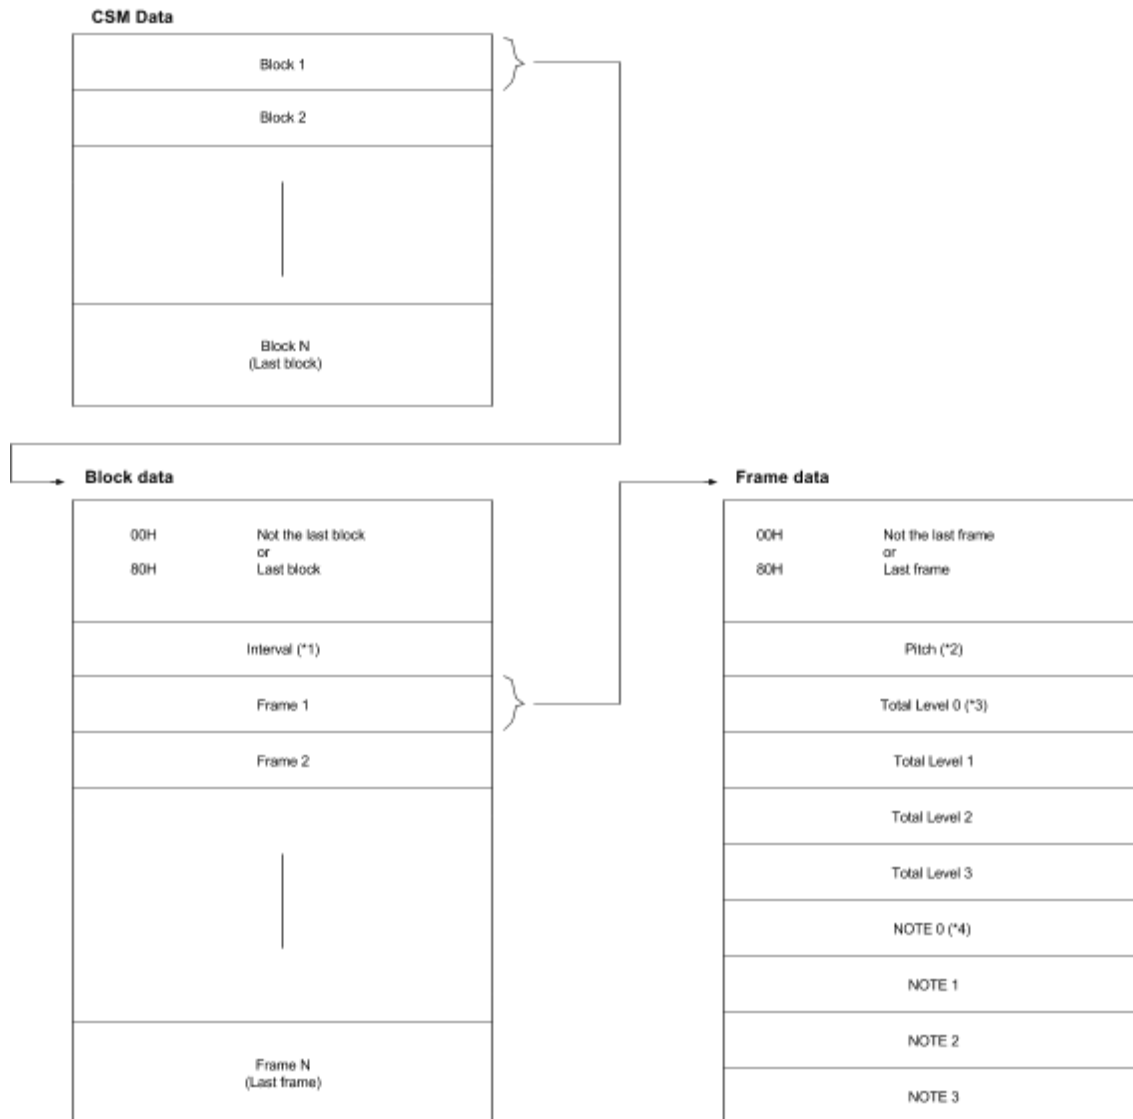 CSM Data
Block 1
Block 2
Block N
(Last block)
Block data
00H Not the last block
or
80H Last block
Interval (*1)
Frame 1
Frame 2
Frame N
(Last frame)
Frame data
00H Not the last frame
or
80H Last frame
Pitch (*2)
Total Level 0 (*3)
Total Level 1
Total Level 2
Total Level 3
NOTE 0 (*4)
NOTE 1
NOTE 2
NOTE 3